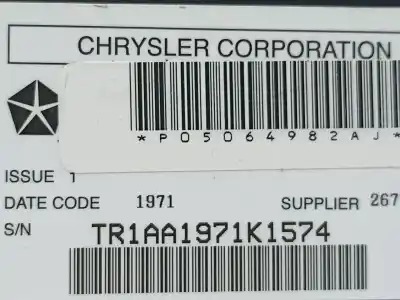 CHRYSLER CORPORATION
*P05064982AJ*
ISSUE 1
DATE CODE 1971 SUPPLIER 267
S/N TR1AA1971K1574